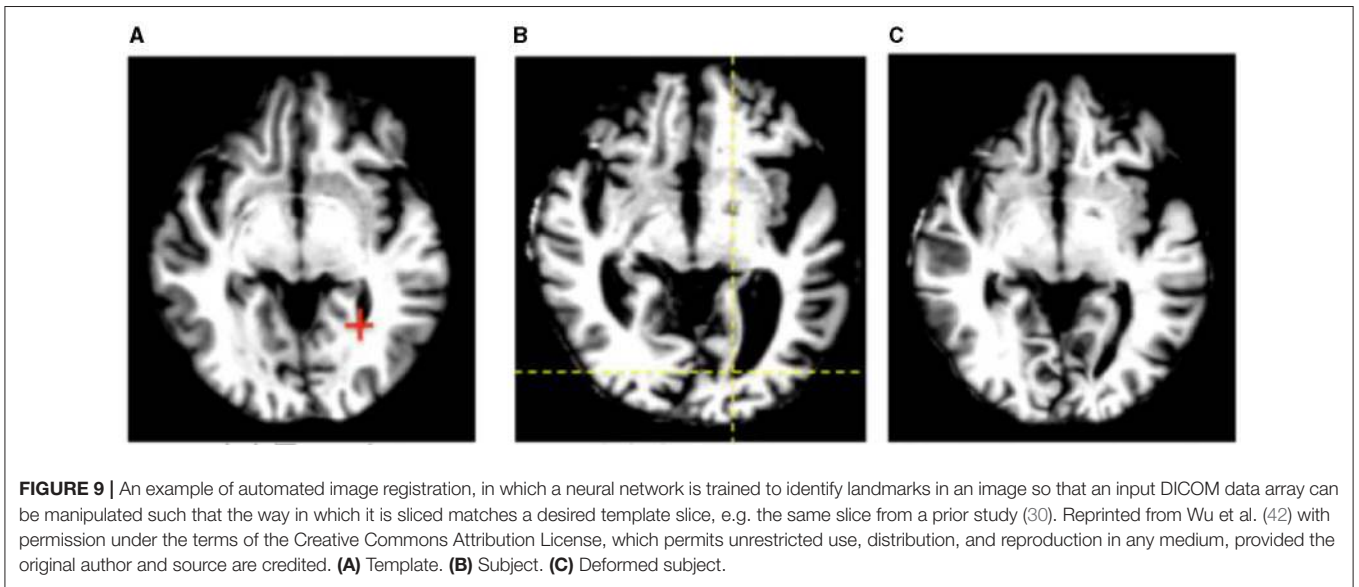 A
B
C
FIGURE 9 | An example of automated image registration, in which a neural network is trained to identify landmarks in an image so that an input DICOM data array can
be manipulated such that the way in which it is sliced matches a desired template slice, e.g. the same slice from a prior study (30). Reprinted from Wu et al. (42) with
permission under the terms of the Creative Commons Attribution License, which permits unrestricted use, distribution, and reproduction in any medium, provided the
original author and source are credited. (A) Template. (B) Subject. (C) Deformed subject.